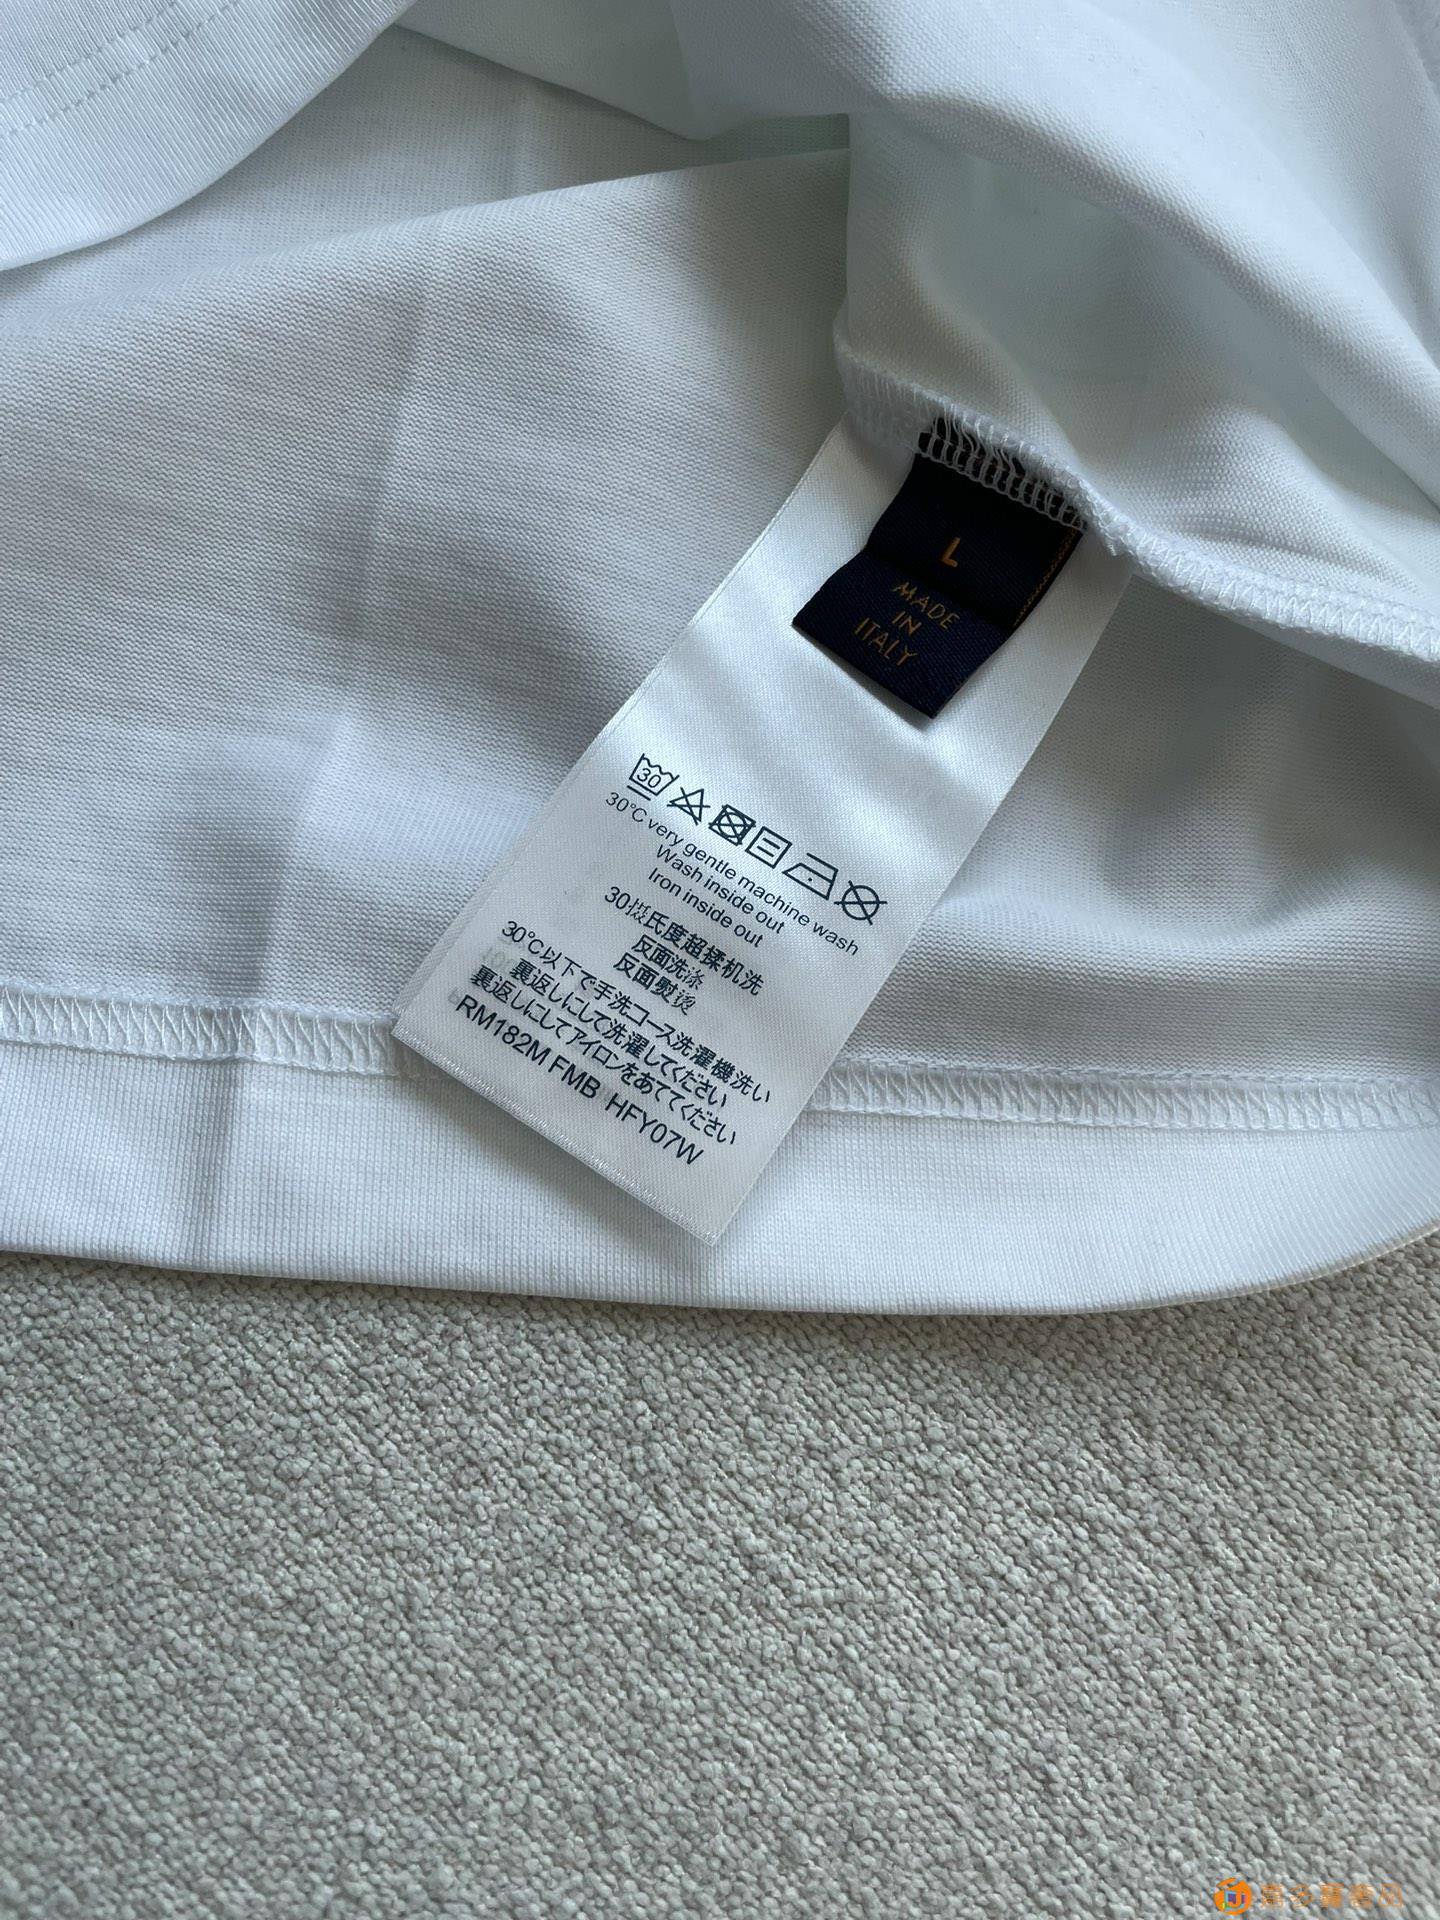 L
MADE
IN
ITALY
30
30°C very gentle machine wash
Wash inside out
Iron inside out
30摄氏度超揉机洗
反面洗涤
反面熨烫
30°C以下で手洗コース洗濯機洗い
裏返しにして洗濯してください
裏返しにしてアイロンをあててください
RM182M FMB HFY07W